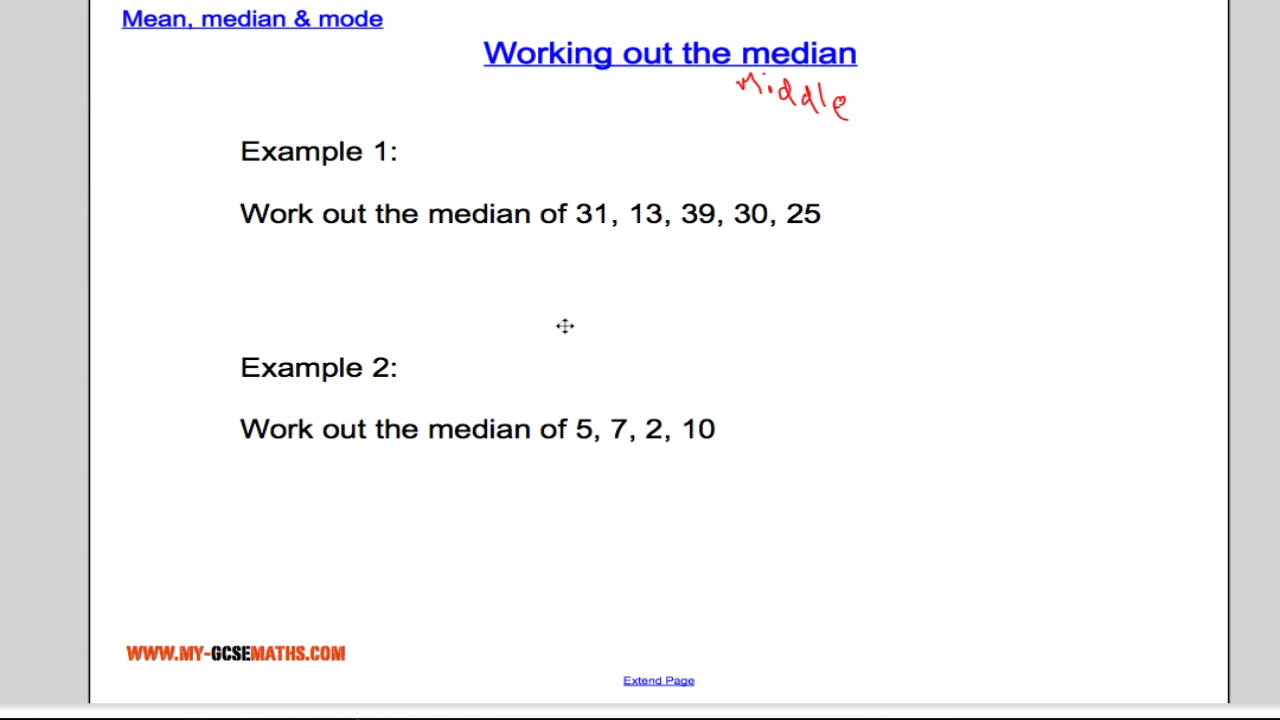 Mean, median & mode
Working out the median
Middle
Example 1:
Work out the median of 31, 13, 39, 30, 25
Example 2:
Work out the median of 5, 7, 2, 10
WWW.MY-GCSEMATHS.COM
Extend Page